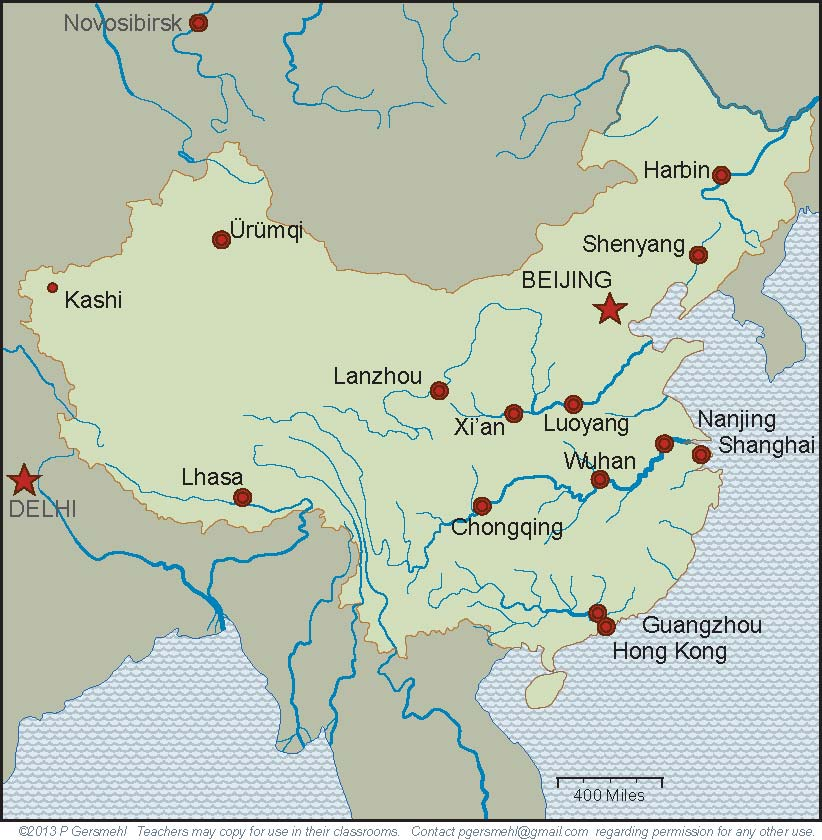 Novosibirsk
Harbin
Ürümqi
Shenyang
BEIJING
Kashi
Lanzhou
Xi'an
Luoyang
Nanjing
Shanghai
Wuhan
Lhasa
DELHI
Chongqing
Guangzhou
Hong Kong
400 Miles
©2013 P Gersmehl Teachers may copy for use in their classrooms. Contact pgersmehl@gmail.com regarding permission for any other use.